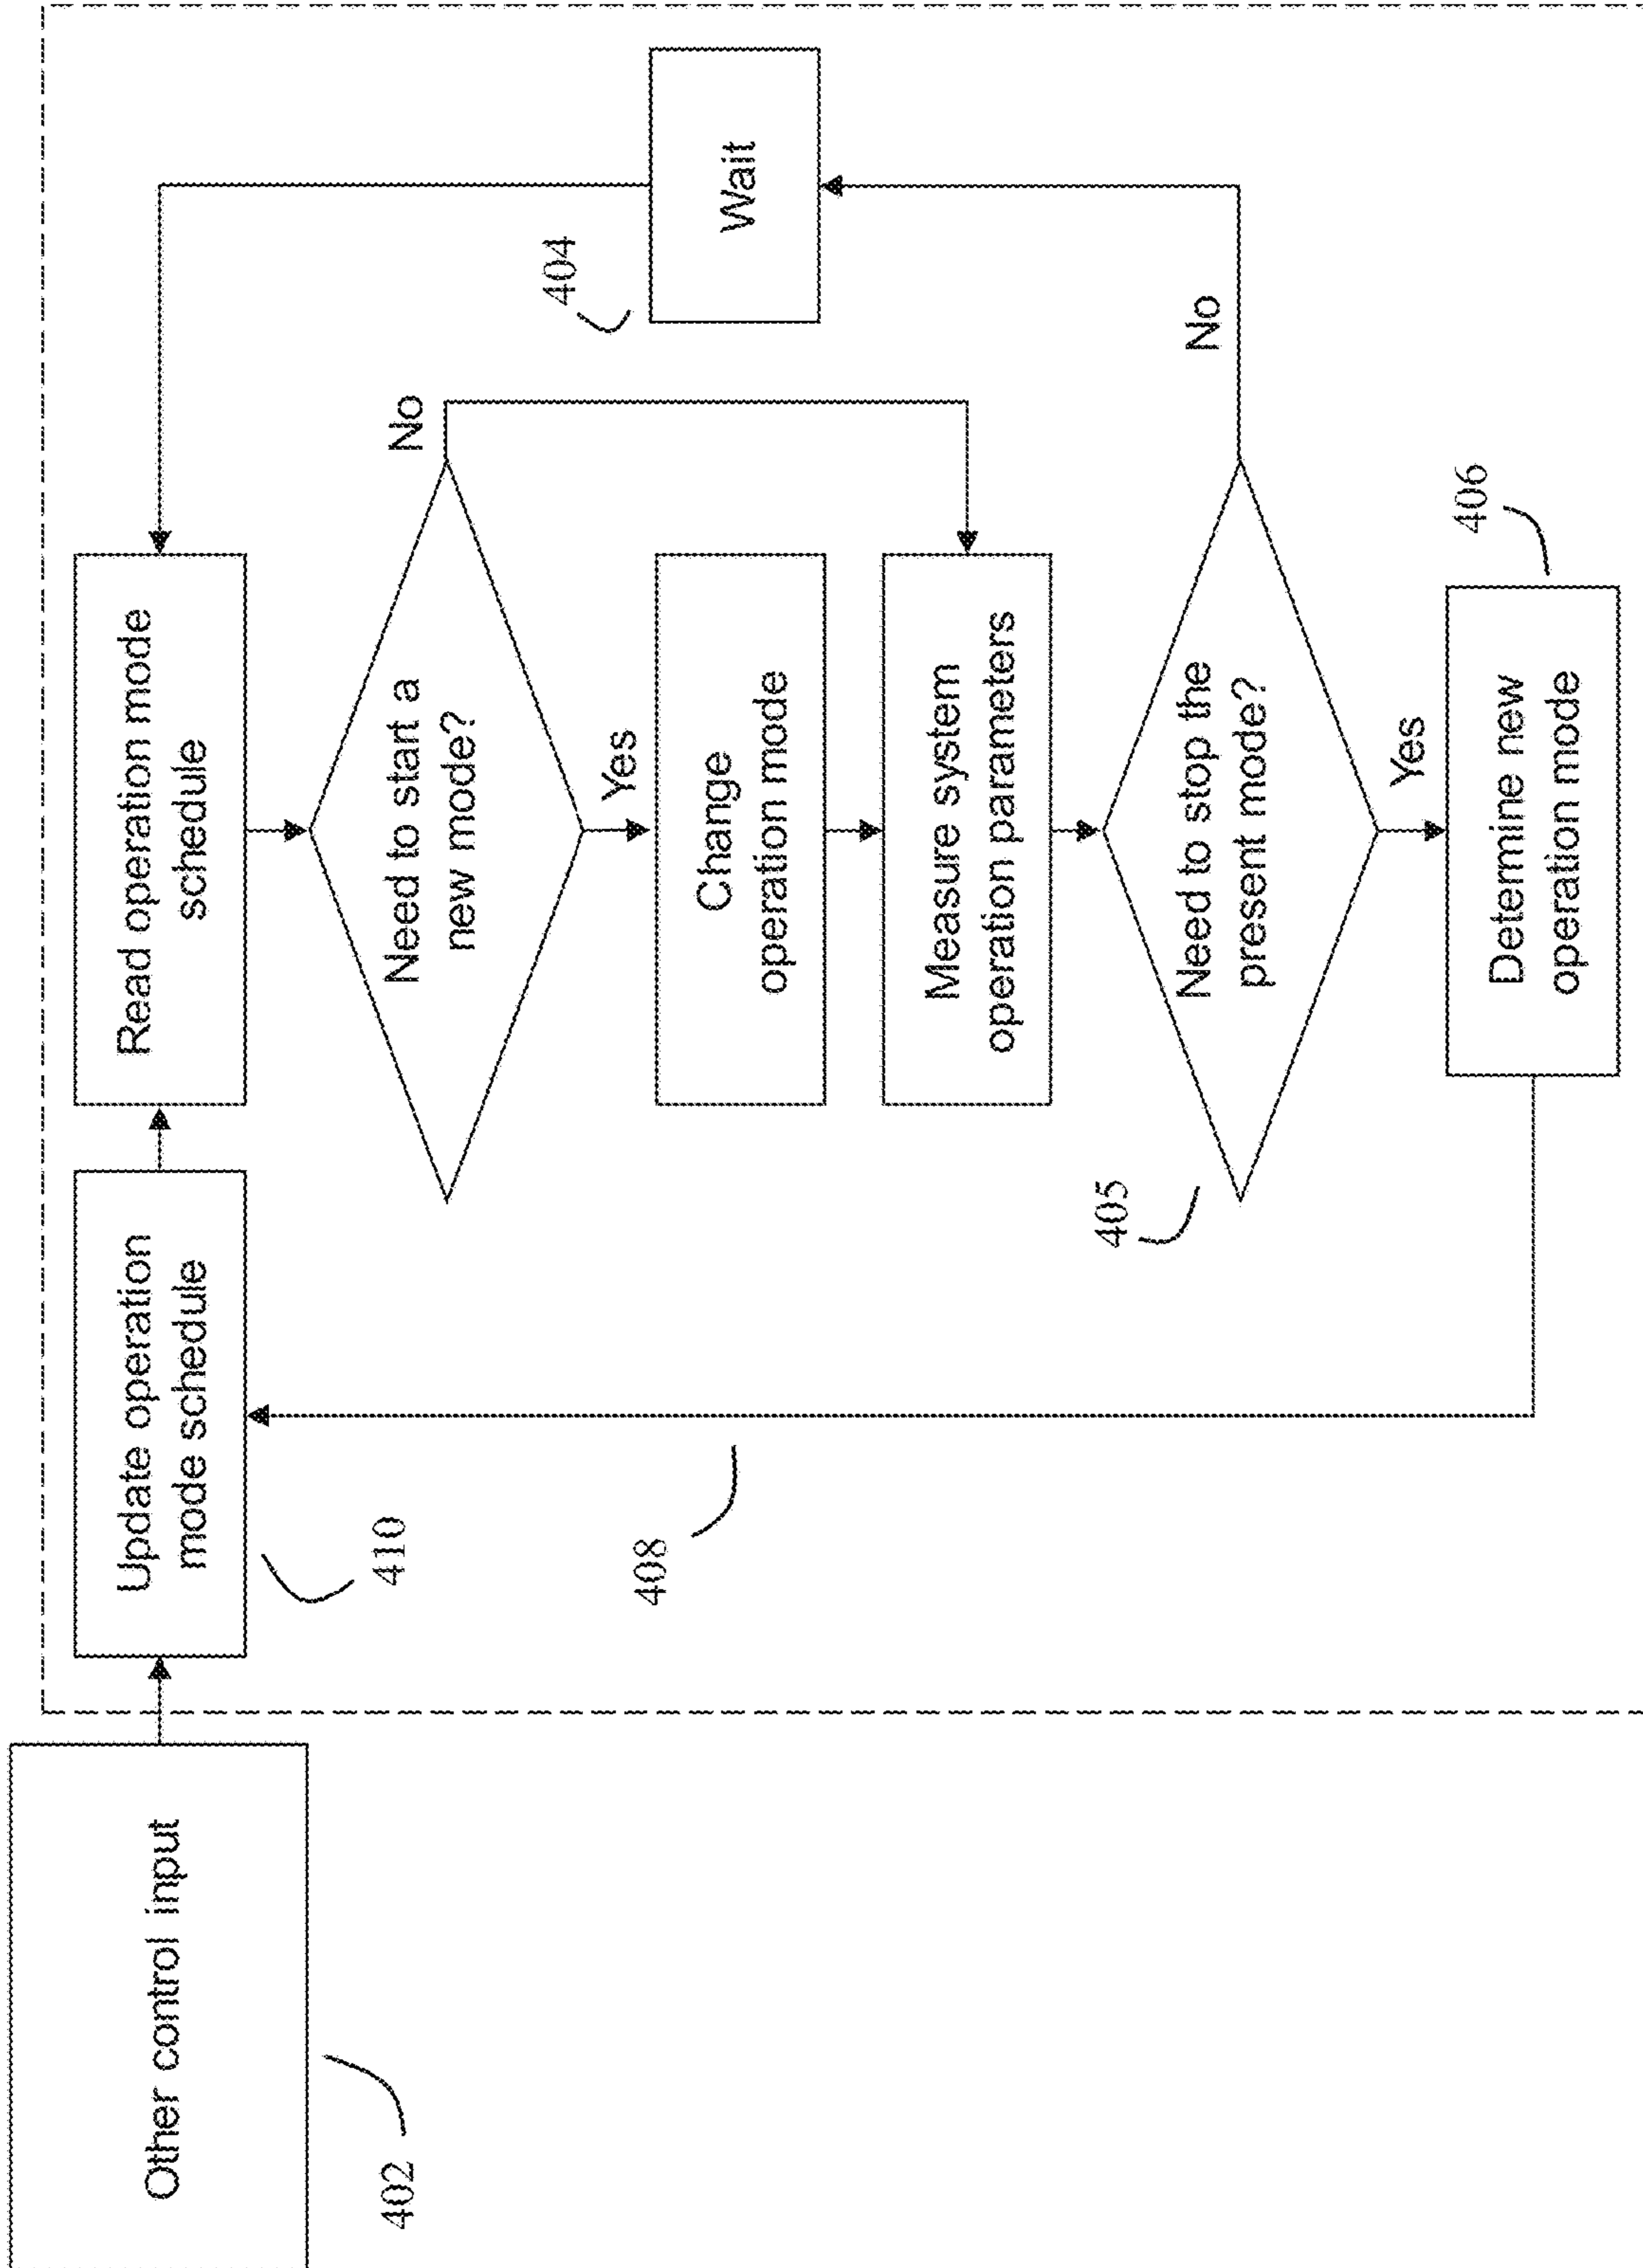 Other control input
402
Update operation
mode schedule
410
Read operation mode
schedule
Need to start a
new mode?
No
Yes
Change
operation mode
404
Wait
408
Measure system
operation parameters
405
Need to stop the
present mode?
No
Yes
406
Determine new
operation mode